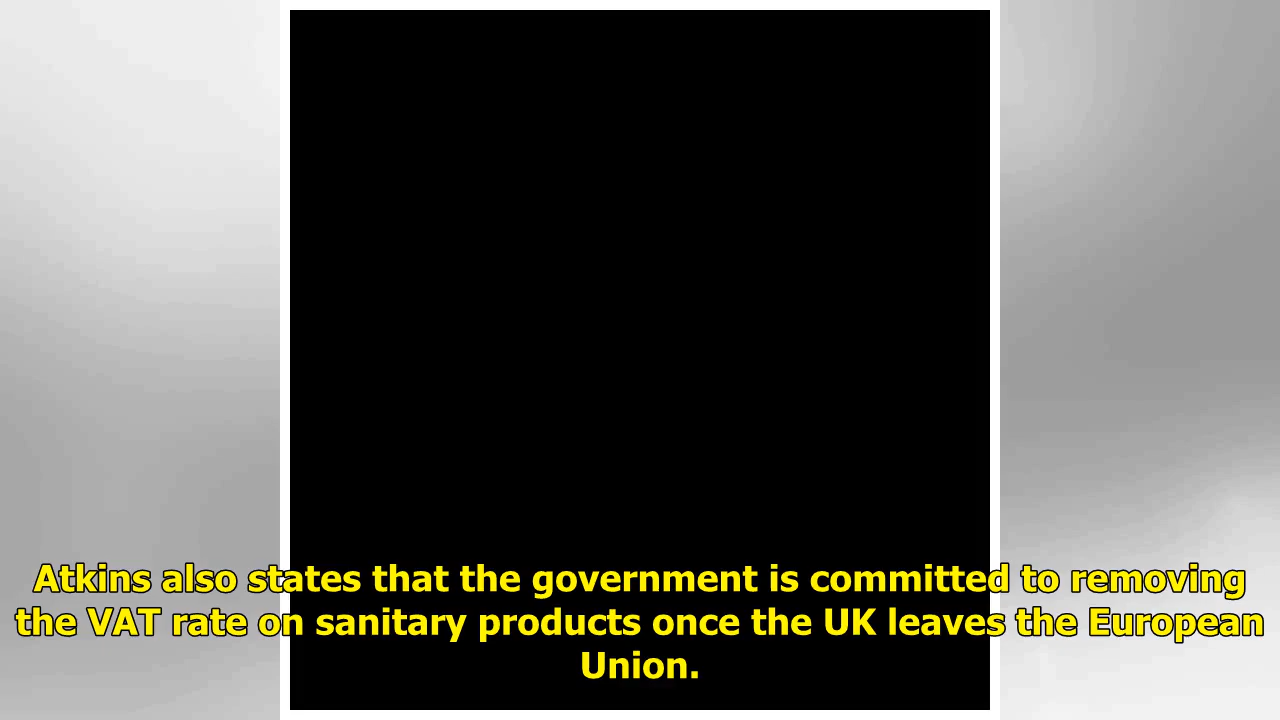 Atkins also states that the government is committed to removing
the VAT rate on sanitary products once the UK leaves the European
Union.